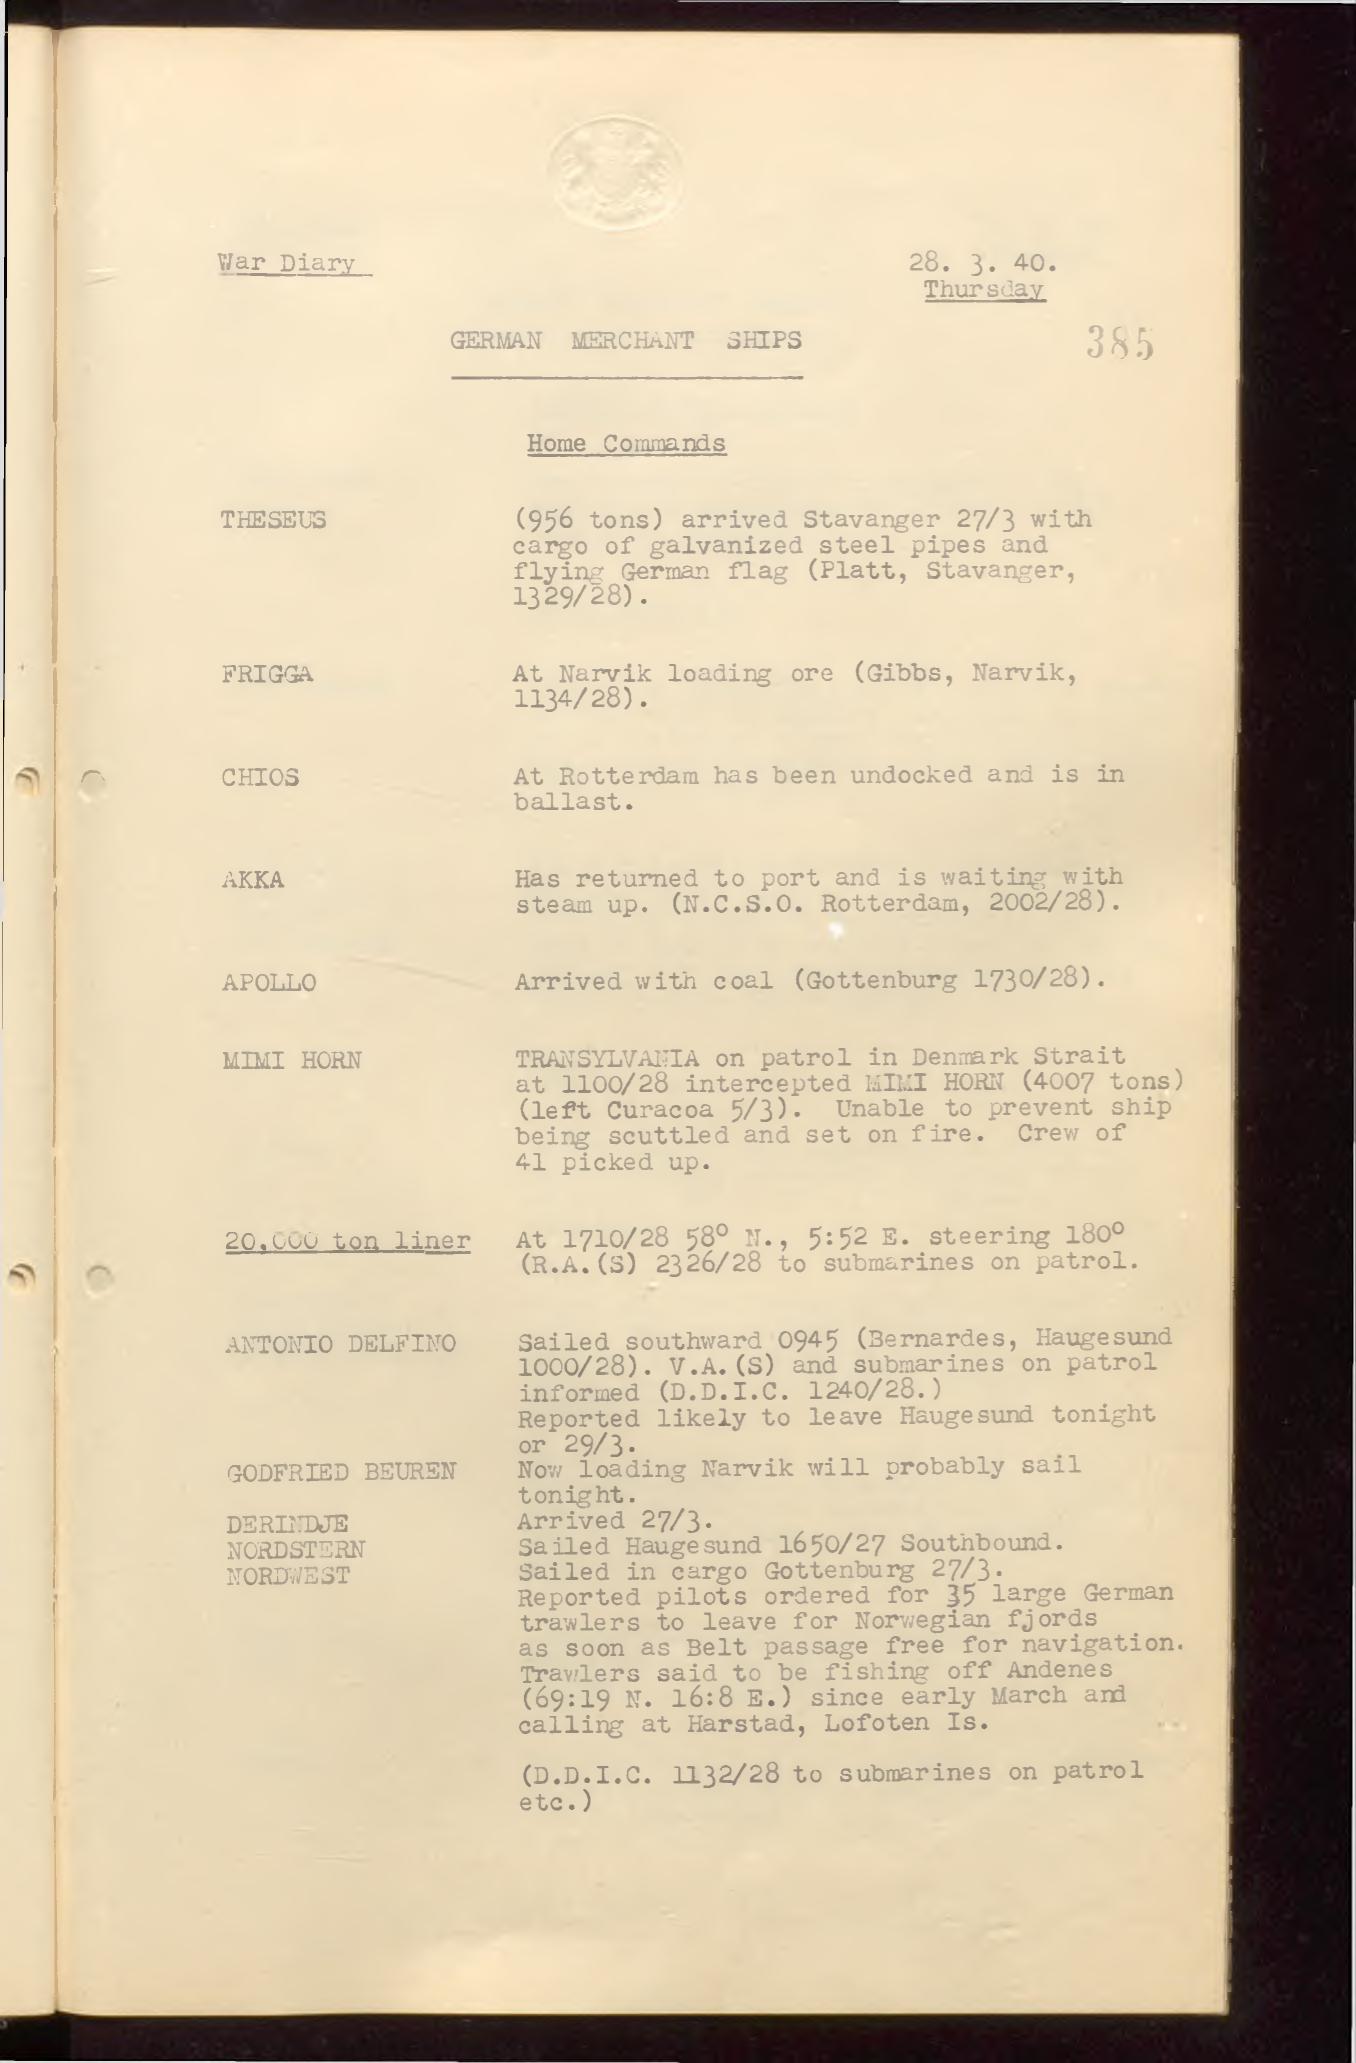 War Diary
28. 3. 40.
Thursday
GERMAN MERCHANT SHIPS
385
Home Commands
THESEUS (956 tons) arrived Stavanger 27/3 with
cargo of galvanized steel pipes and
flying German flag (Platt, Stavanger,
1329/28).
FRIGGA At Narvik loading ore (Gibbs, Narvik,
1134/28).
CHIOS At Rotterdam has been undocked and is in
ballast.
AKKA Has returned to port and is waiting with
steam up. (N.C.S.O. Rotterdam, 2002/28).
APOLLO Arrived with coal (Gottenburg 1730/28).
MIMI HORN TRANSYLVANIA on patrol in Denmark Strait
at 1100/28 intercepted MIMI HORN (4007 tons)
(left Curacoa 5/3). Unable to prevent ship
being scuttled and set on fire. Crew of
41 picked up.
20,000 ton liner At 1710/28 58° N., 5:52 E. steering 180°
(R.A.(S) 2326/28 to submarines on patrol.
ANTONIO DELFINO Sailed southward 0945 (Bernardes, Haugesund
1000/28). V.A.(S) and submarines on patrol
informed (D.D.I.C. 1240/28.)
Reported likely to leave Haugesund tonight
or 29/3.
GODFRIED BEUREN Now loading Narvik will probably sail
tonight.
DERINDJE Arrived 27/3.
NORDSTERN Sailed Haugesund 1650/27 Southbound.
NORDWEST Sailed in cargo Gottenburg 27/3.
Reported pilots ordered for 35 large German
trawlers to leave for Norwegian fjords
as soon as Belt passage free for navigation.
Trawlers said to be fishing off Andenes
(69:19 N. 16:8 E.) since early March and
calling at Harstad, Lofoten Is.
(D.D.I.C. 1132/28 to submarines on patrol
etc.)